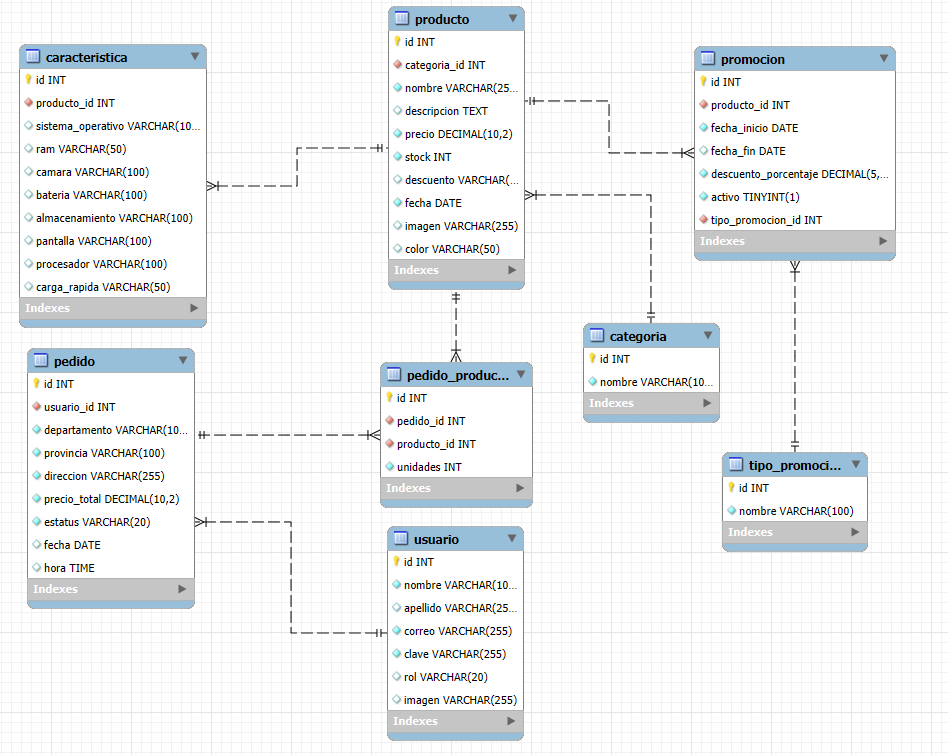 caracteristica
id INT
producto_id INT
sistema_operativo VARCHAR(10...
ram VARCHAR(50)
camara VARCHAR(100)
bateria VARCHAR(100)
almacenamiento VARCHAR(100)
pantalla VARCHAR(100)
procesador VARCHAR(100)
carga_rapida VARCHAR(50)
Indexes
producto
id INT
categoria_id INT
nombre VARCHAR(25...
descripcion TEXT
precio DECIMAL(10,2)
stock INT
descuento VARCHAR(...
fecha DATE
imagen VARCHAR(255)
color VARCHAR(50)
Indexes
promocion
id INT
producto_id INT
fecha_inicio DATE
fecha_fin DATE
descuento_porcentaje DECIMAL(5,...
activo TINYINT(1)
tipo_promocion_id INT
Indexes
pedido
id INT
usuario_id INT
departamento VARCHAR(10...
provincia VARCHAR(100)
direccion VARCHAR(255)
precio_total DECIMAL(10,2)
estatus VARCHAR(20)
fecha DATE
hora TIME
Indexes
pedido_produc...
id INT
pedido_id INT
producto_id INT
unidades INT
Indexes
categoria
id INT
nombre VARCHAR(10...
Indexes
tipo_promoci...
id INT
nombre VARCHAR(100)
Indexes
usuario
id INT
nombre VARCHAR(10...
apellido VARCHAR(25...
correo VARCHAR(255)
clave VARCHAR(255)
rol VARCHAR(20)
imagen VARCHAR(255)
Indexes